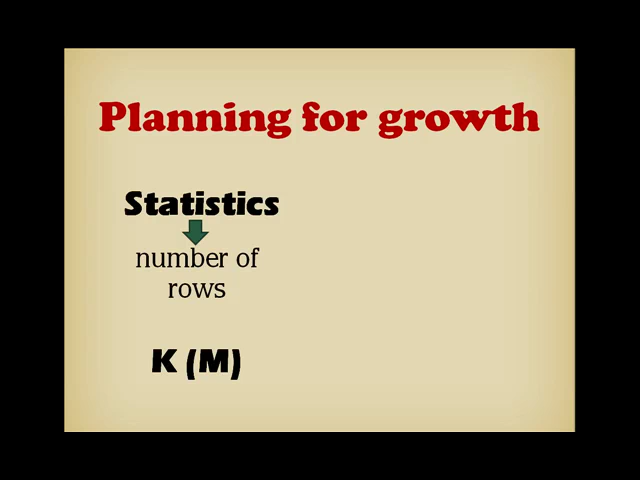 Planning for growth
Statistics
number of
rows
K (M)